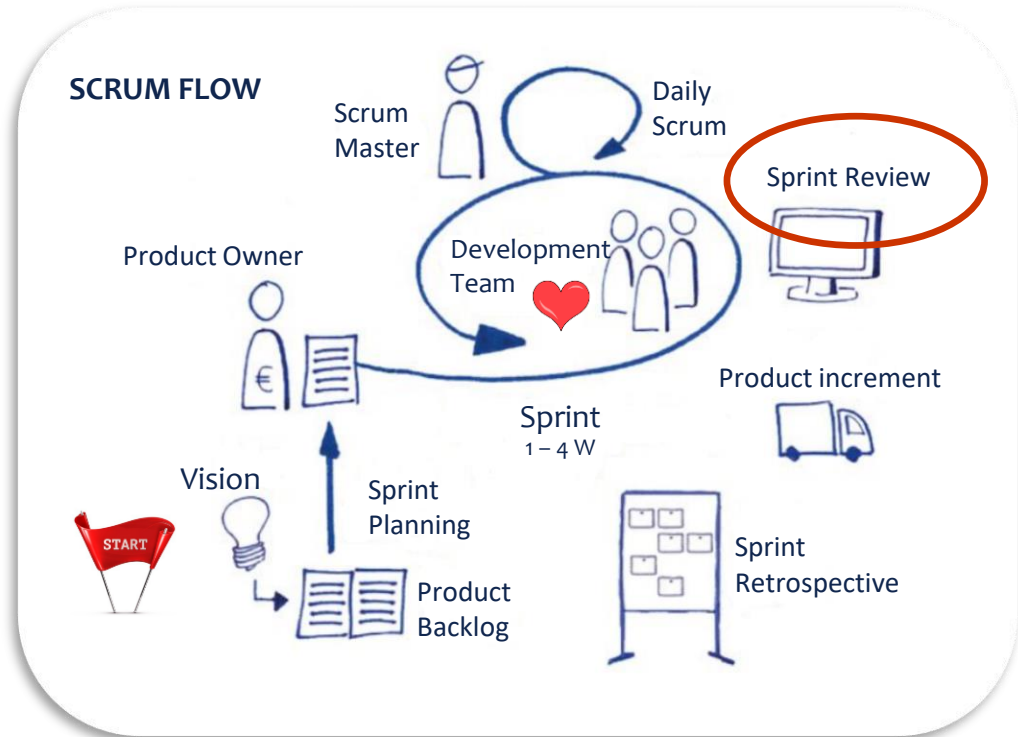 SCRUM FLOW
Scrum
Master
Daily
Scrum
Sprint Review
Product Owner
Development
Team
€
Product increment
Sprint
1 – 4 W
Vision
Sprint
Planning
START
Product
Backlog
Sprint
Retrospective